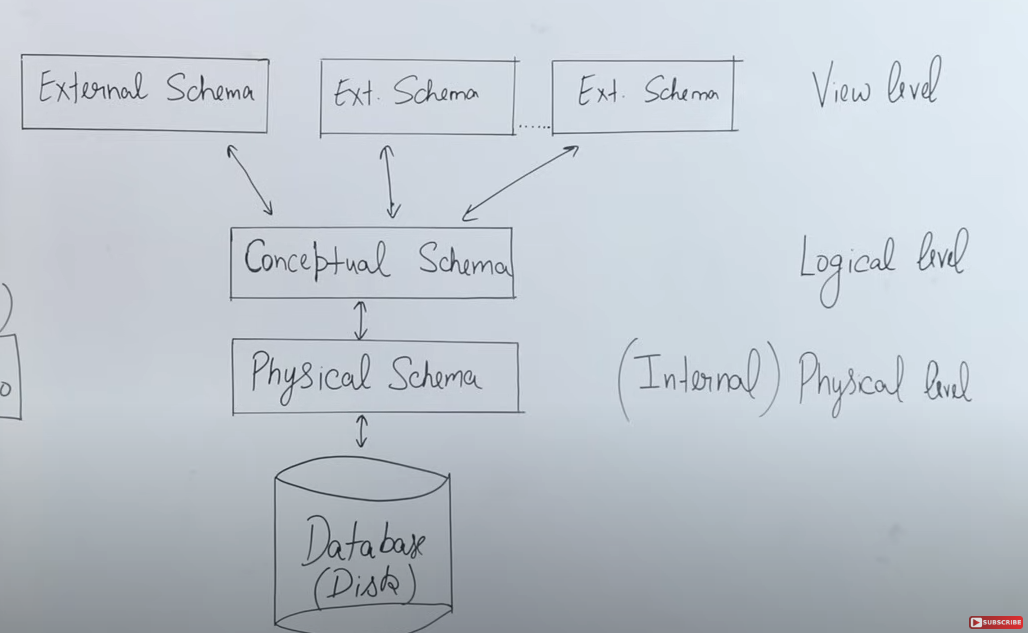 External Schema
Ext. Schema
Ext. Schema
View level
Conceptual Schema
Logical level
Physical Schema
(Internal) Physical level
Database
(Disk)
SUBSCRIBE